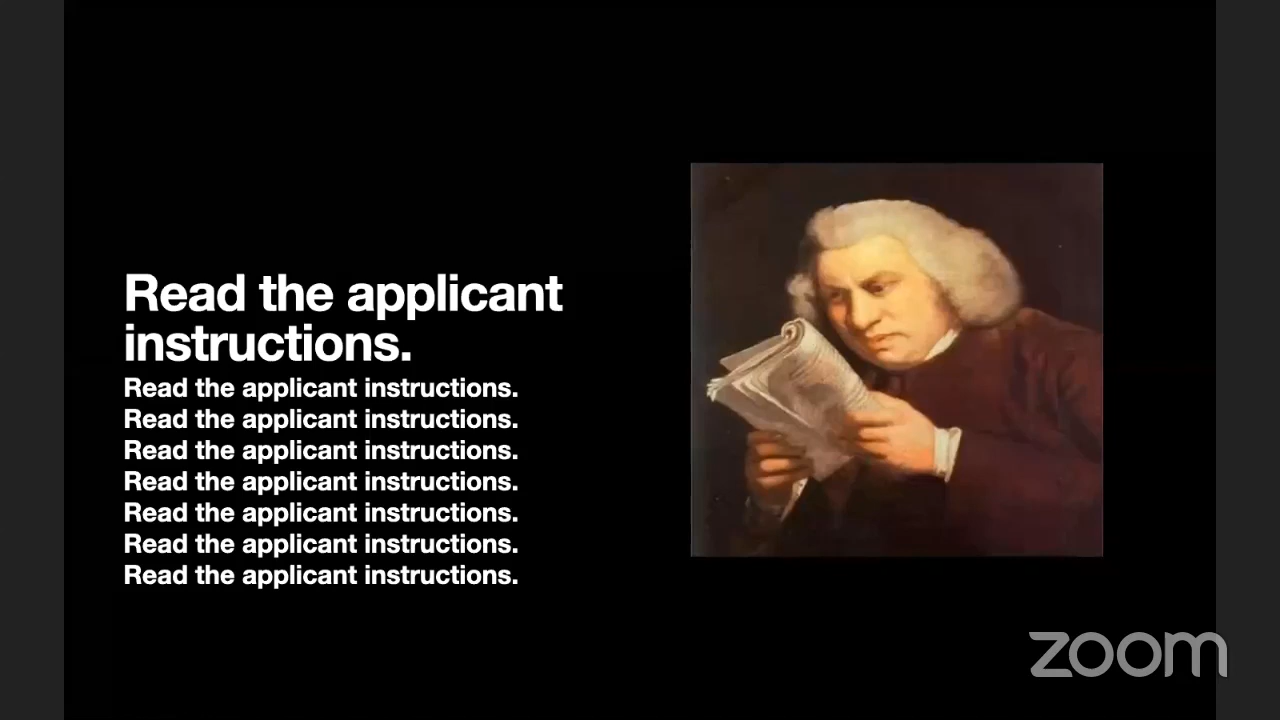 Read the applicant
instructions.
Read the applicant instructions.
Read the applicant instructions.
Read the applicant instructions.
Read the applicant instructions.
Read the applicant instructions.
Read the applicant instructions.
Read the applicant instructions.
zoom